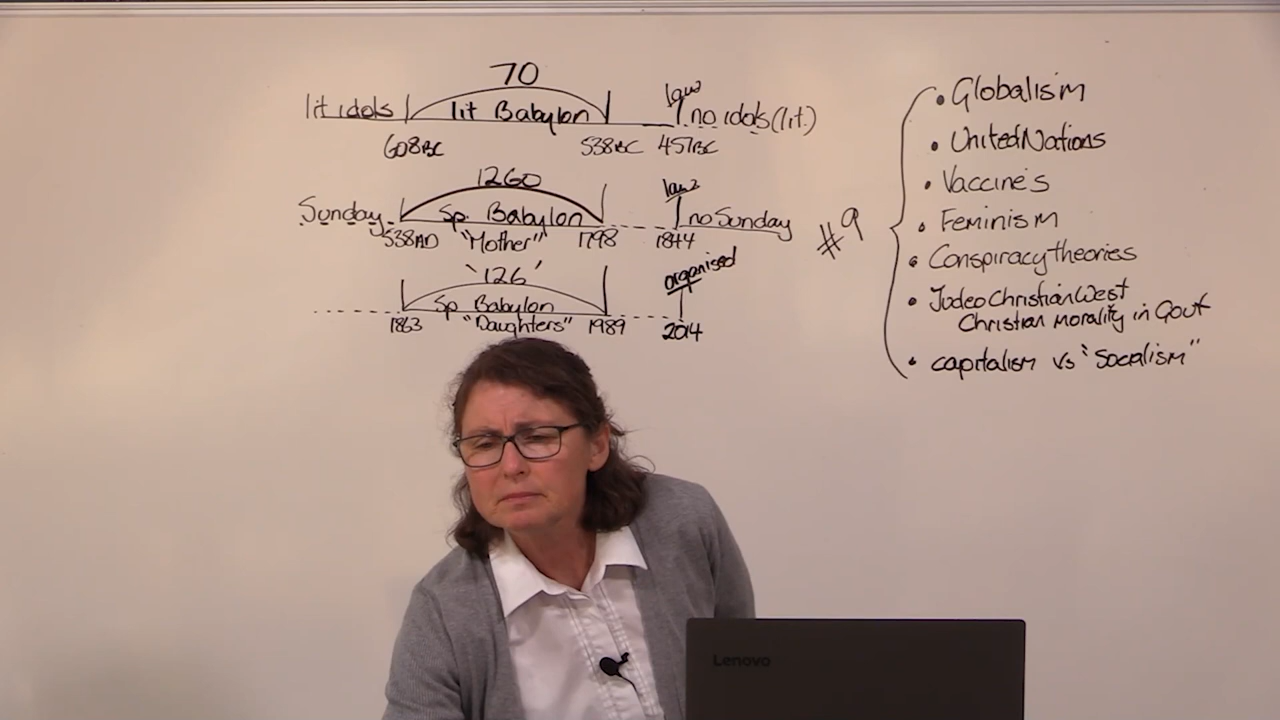 70
lit idols lit Babylon law no idols (lit.)
608BC 538BC 457BC
1260 law
Sunday Sp. Babylon no Sunday
538AD "Mother" 1798 1844
'126' organised
Sp Babylon
1863 "Daughters" 1989 2014
#9
• Globalism
• United Nations
• Vaccine's
• Feminism
• Conspiracy theories
• Judeo Christian West
Christian morality in Govt
• capitalism vs "Socialism"
Lenovo